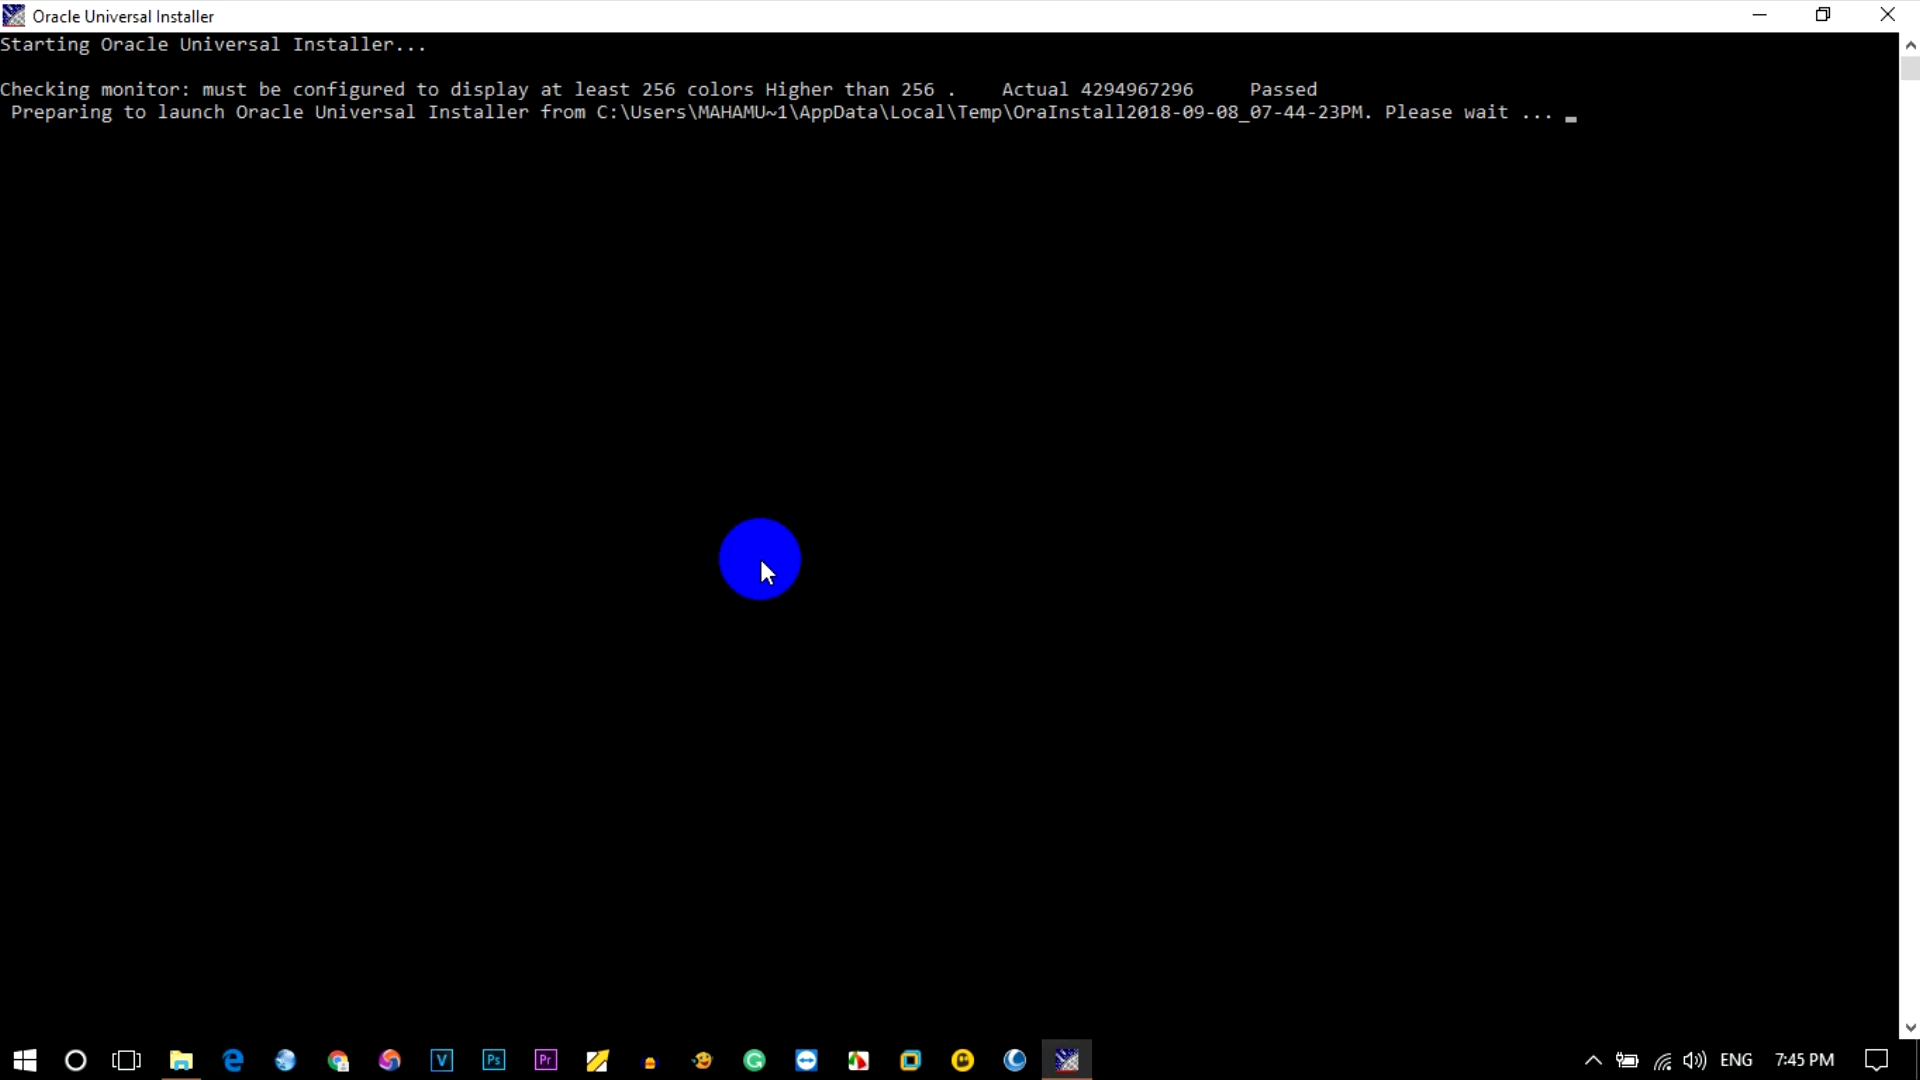 Oracle Universal Installer
Starting Oracle Universal Installer...
Checking monitor: must be configured to display at least 256 colors Higher than 256 .    Actual 4294967296     Passed
Preparing to launch Oracle Universal Installer from C:\Users\MAHAMU~1\AppData\Local\Temp\OraInstall2018-09-08_07-44-23PM. Please wait ...
V
Ps
Pr
ENG
7:45 PM